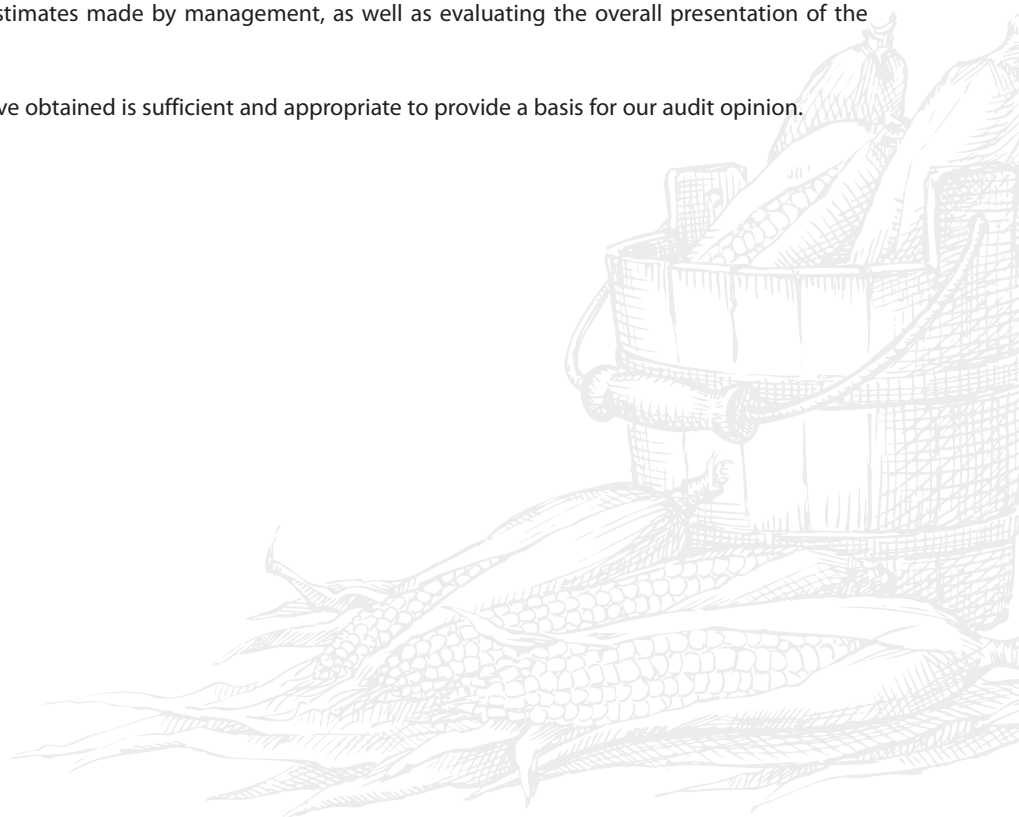 stimates made by management, as well as evaluating the overall presentation of the
ve obtained is sufficient and appropriate to provide a basis for our audit opinion.